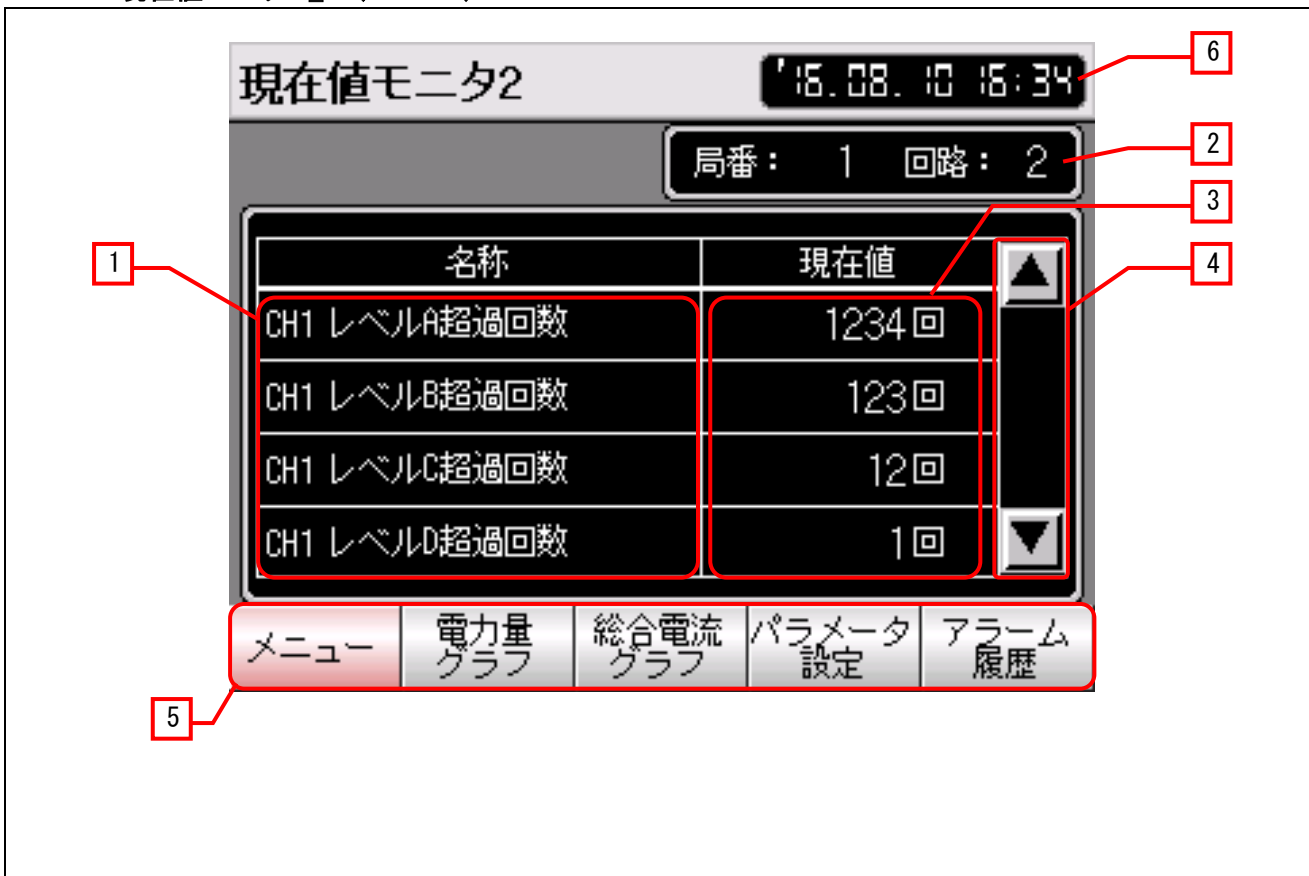 現在値モニタ2
'16.08.10 16:34
6
局番： 1 回路： 2
2
3
名称 現在値
1
4
CH1 レベルA超過回数 1234回
CH1 レベルB超過回数 123回
CH1 レベルC超過回数 12回
CH1 レベルD超過回数 1回
メニュー
電力量
グラフ
総合電流
グラフ
パラメータ
設定
アラーム
履歴
5